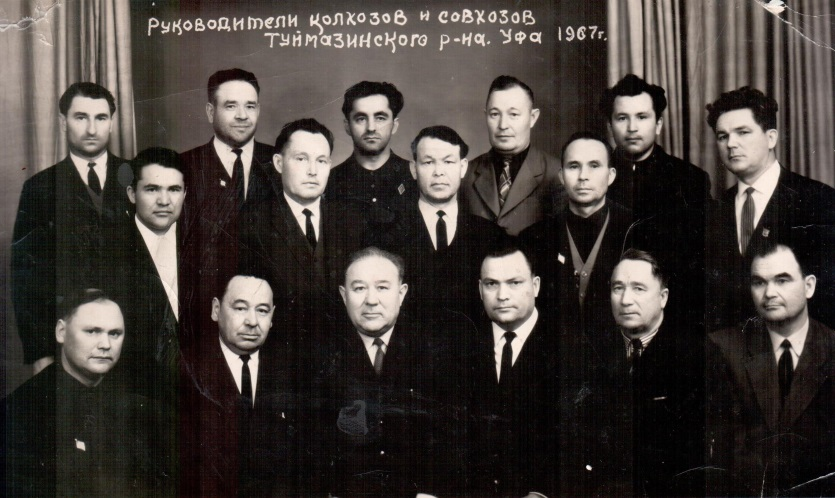 Руководители колхозов и совхозов
Туймазинского р-на. Уфа 1967г.